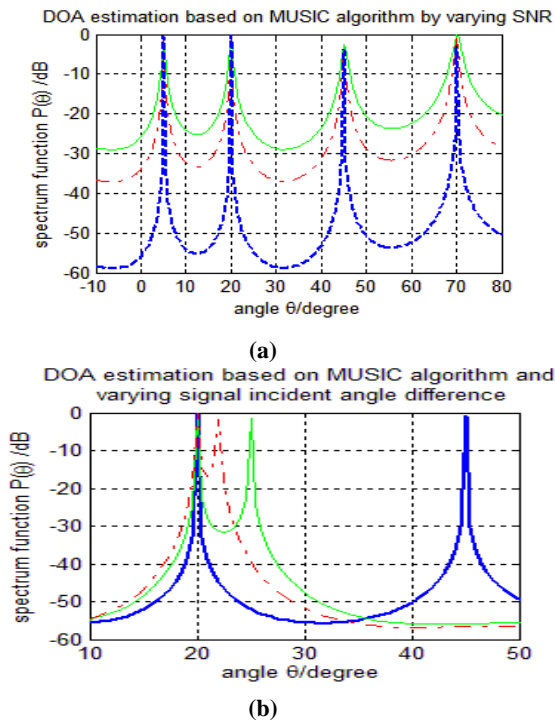 DOA estimation based on MUSIC algorithm by varying SNR
spectrum function P(θ) /dB
0
-10
-20
-30
-40
-50
-60
-10 0 10 20 30 40 50 60 70 80
angle θ/degree
(a)
DOA estimation based on MUSIC algorithm and
varying signal incident angle difference
spectrum function P(θ) /dB
0
-10
-20
-30
-40
-50
-60
10 20 30 40 50
angle θ/degree
(b)